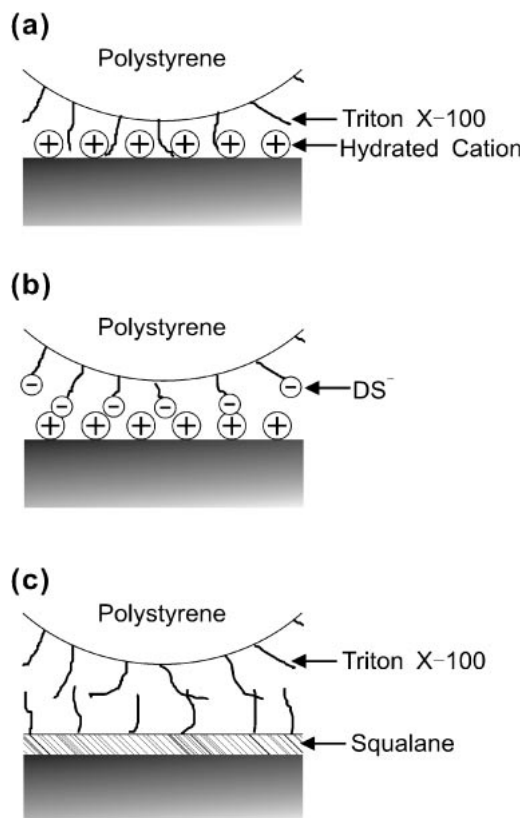 (a)
Polystyrene
Triton X-100
+ + + + + +
Hydrated Cation
(b)
Polystyrene
- - DS⁻
- - - -
+ + + + + +
(c)
Polystyrene
Triton X-100
Squalane